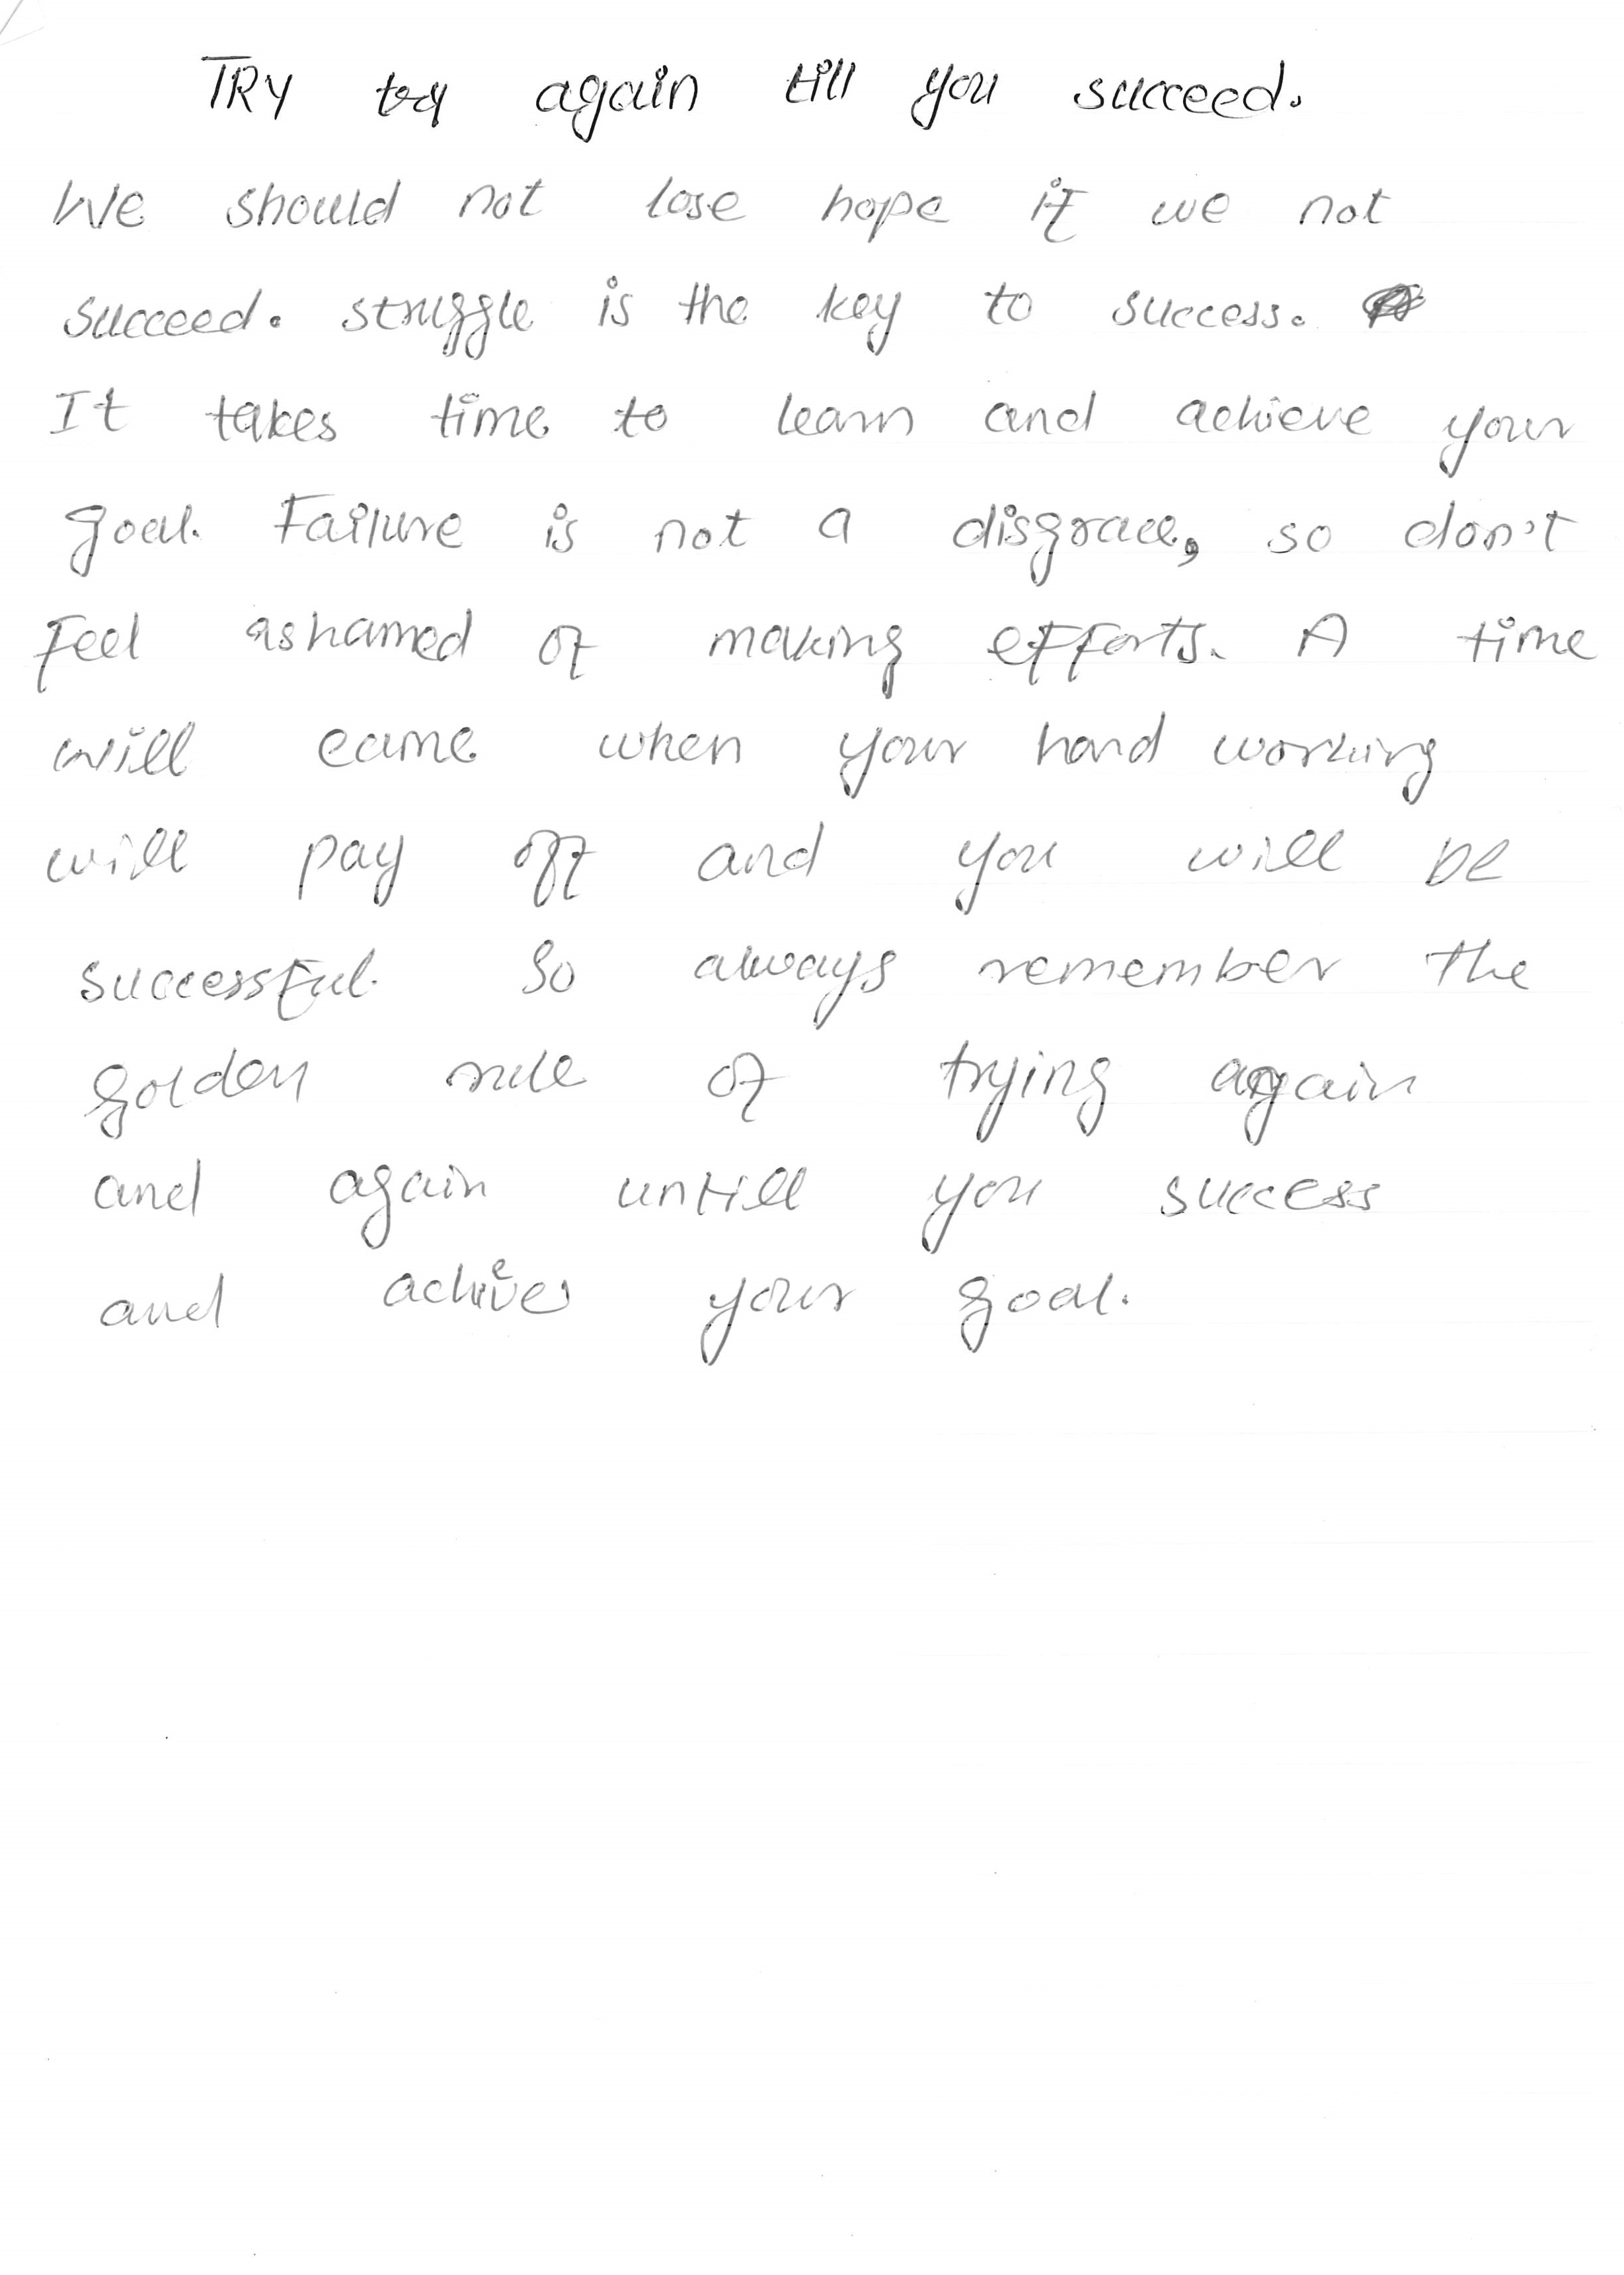 TRY try again till you succeed.
We should not lose hope if we not
succeed. struggle is the key to success.
It takes time to learn and achieve your
goal. Failure is not a disgrace, so don't
Feel ashamed of making efforts. A time
will came when your hard working
will pay off and you will be
successful. So always remember the
golden rule of trying again
and again untill you success
and achive your goal.